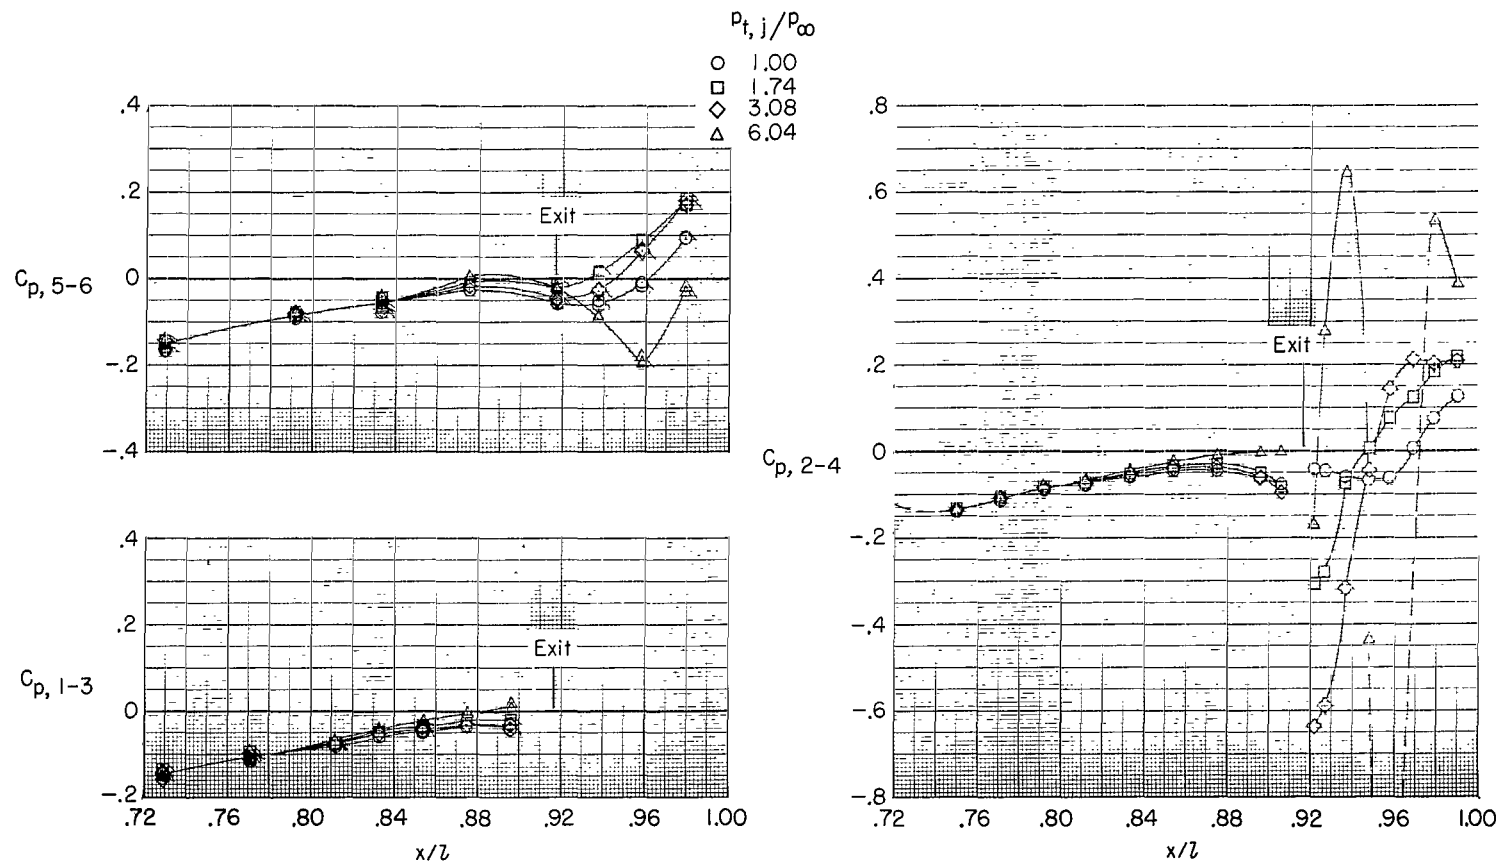 p_t, j/p_∞
1.00
1.74
3.08
6.04
.4
.2
0
-.2
-.4
C_p, 5-6
Exit
.4
.2
0
-.2
C_p, 1-3
Exit
.72 .76 .80 .84 .88 .92 .96 1.00
x/l
.8
.6
.4
.2
0
-.2
-.4
-.6
-.8
C_p, 2-4
Exit
.72 .76 .80 .84 .88 .92 .96 1.00
x/l